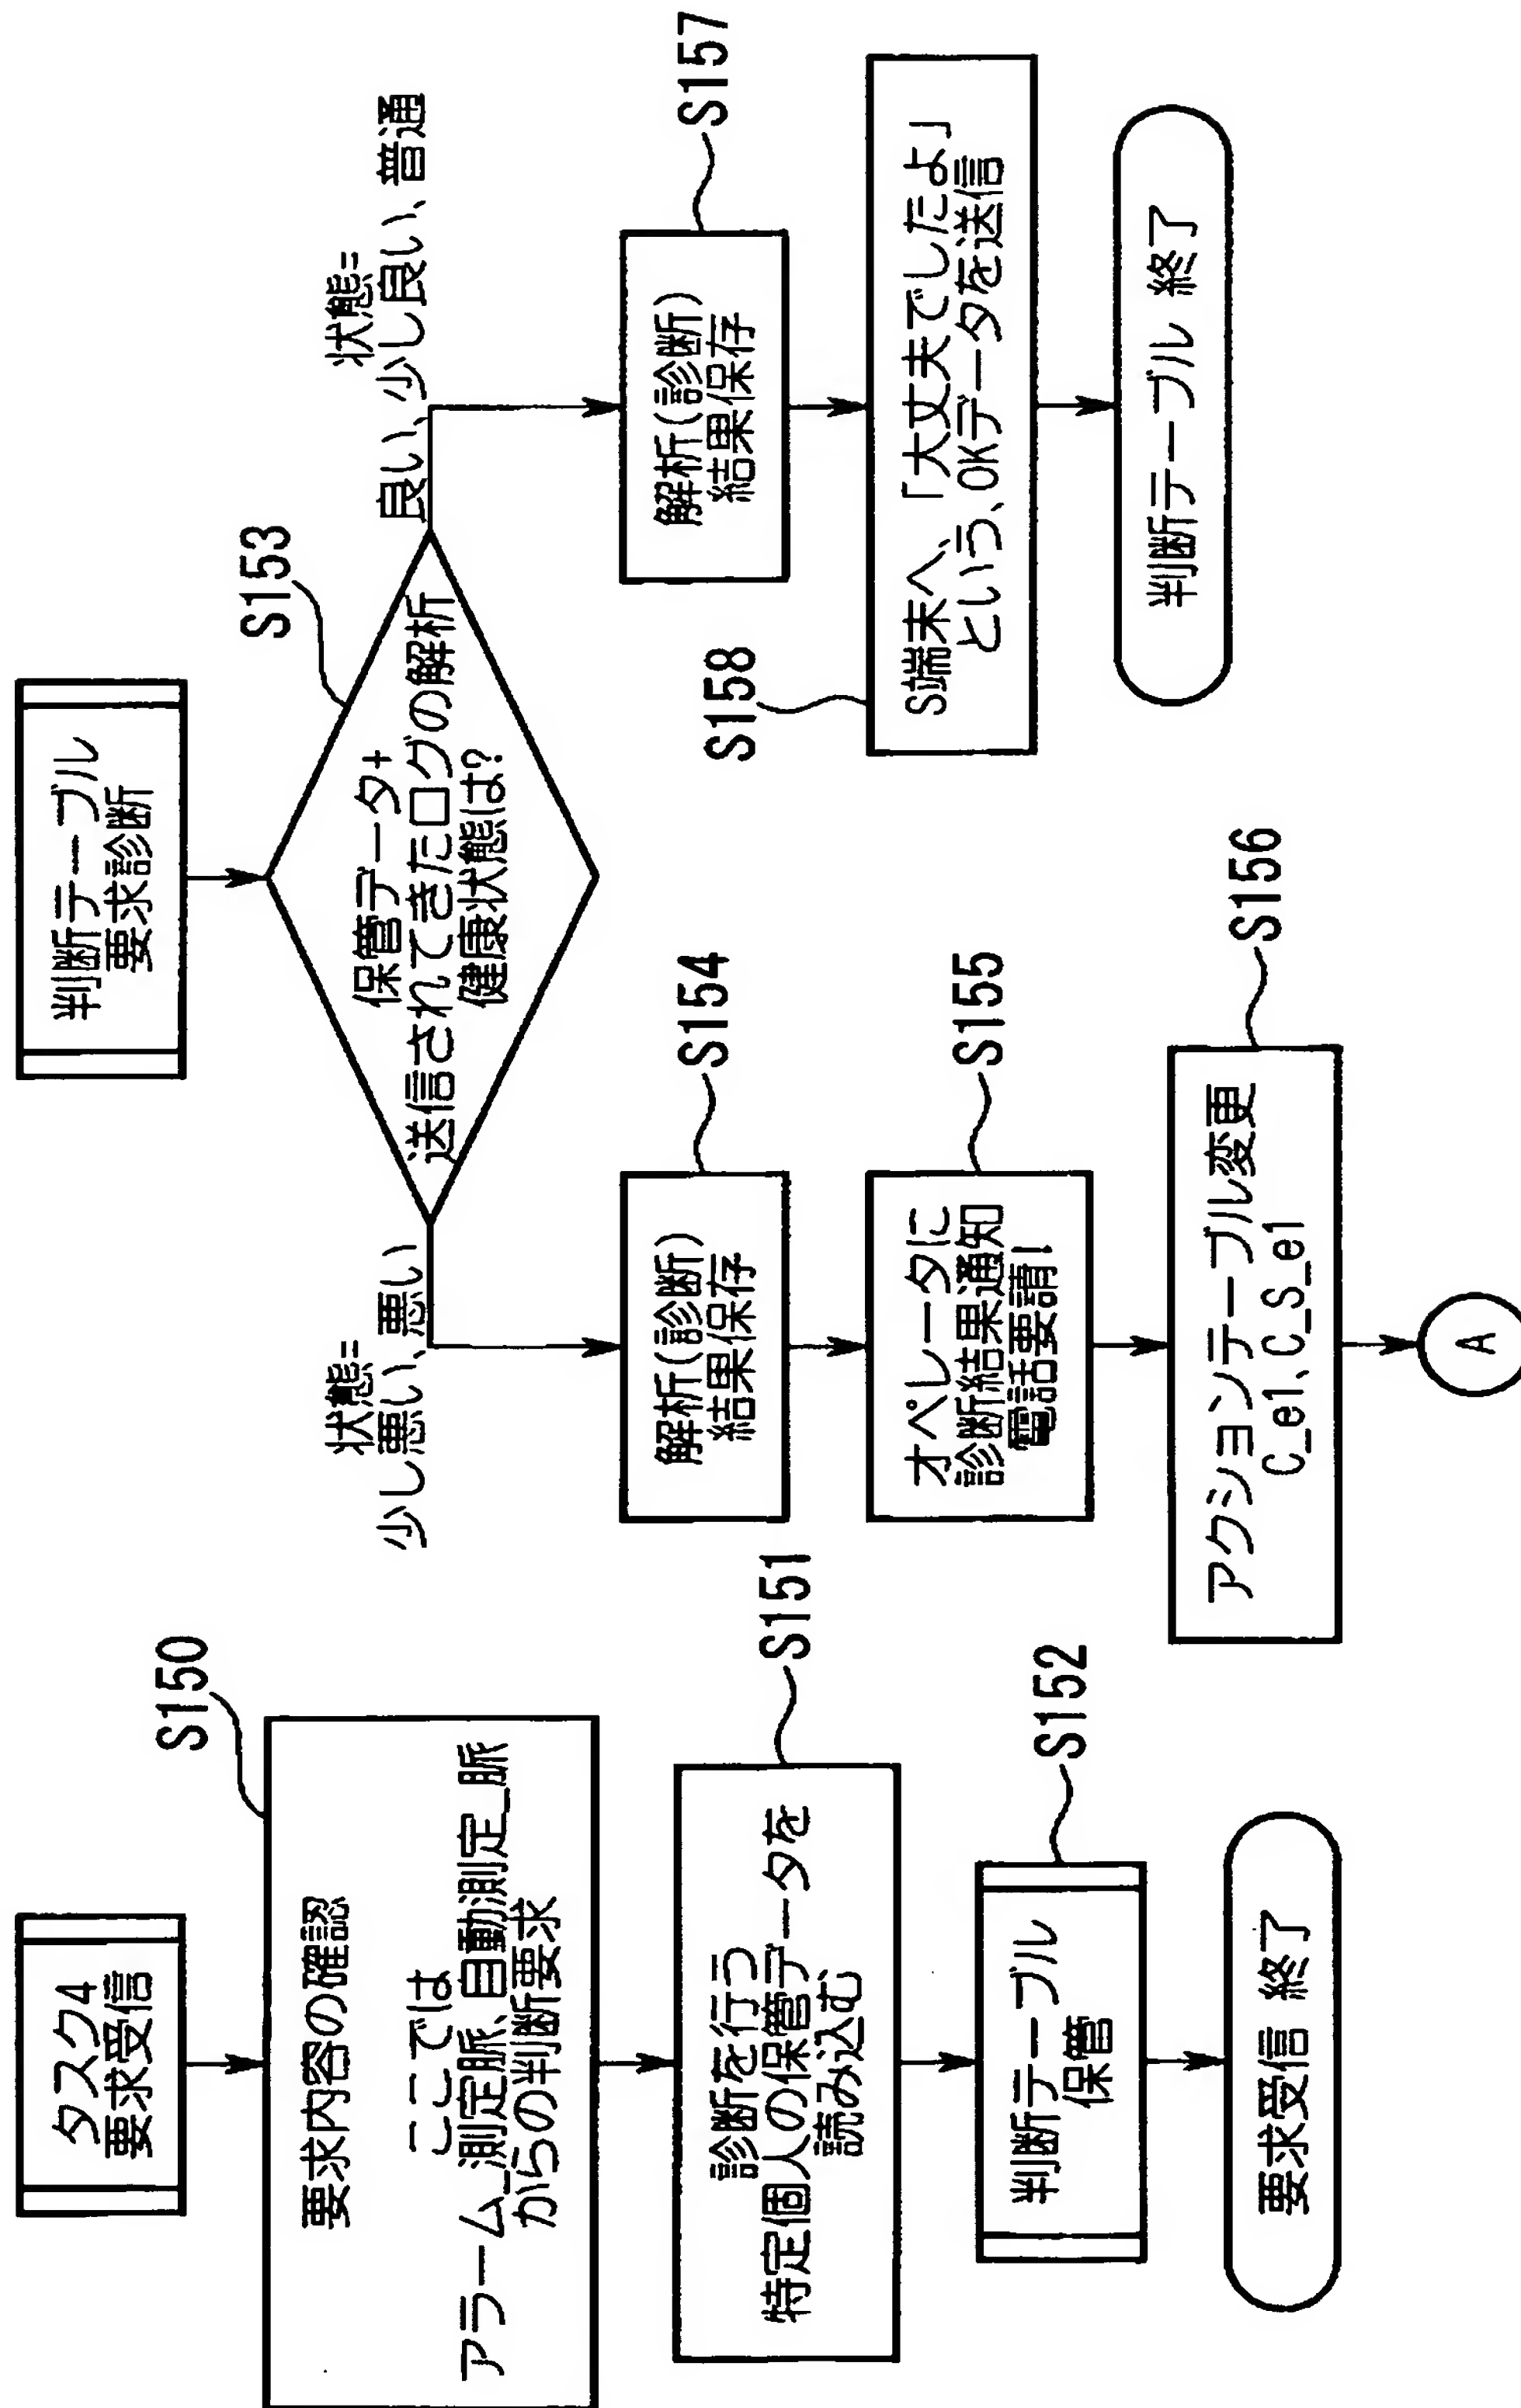 タスク4
要求受信
S150
要求内容の確認
ここでは
アラーム_測定脈、自動測定_脈
からの判断要求
S151
診断を行う
特定個人の保管データを
読み込む
S152
判断テーブル
保管
要求受信 終了
判断テーブル
要求診断
S153
保管データ+
送信されてきたログの解析
健康状態は?
状態=
少し悪い、悪い
S154
解析(診断)
結果保存
S155
オペレータに
診断結果通知
電話要請!
S156
アクションテーブル変更
C_e1、C_S_e1
A
状態=
良い、少し良い、普通
S157
解析(診断)
結果保存
S158
S端末へ、「大丈夫でしたよ」
という、OKデータを送信
判断テーブル 終了